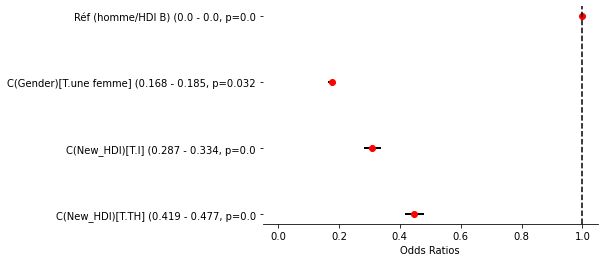 Réf (homme/HDI B) (0.0 - 0.0, p=0.0
C(Gender)[T.une femme] (0.168 - 0.185, p=0.032
C(New_HDI)[T.I] (0.287 - 0.334, p=0.0
C(New_HDI)[T.TH] (0.419 - 0.477, p=0.0
0.0 0.2 0.4 0.6 0.8 1.0
Odds Ratios